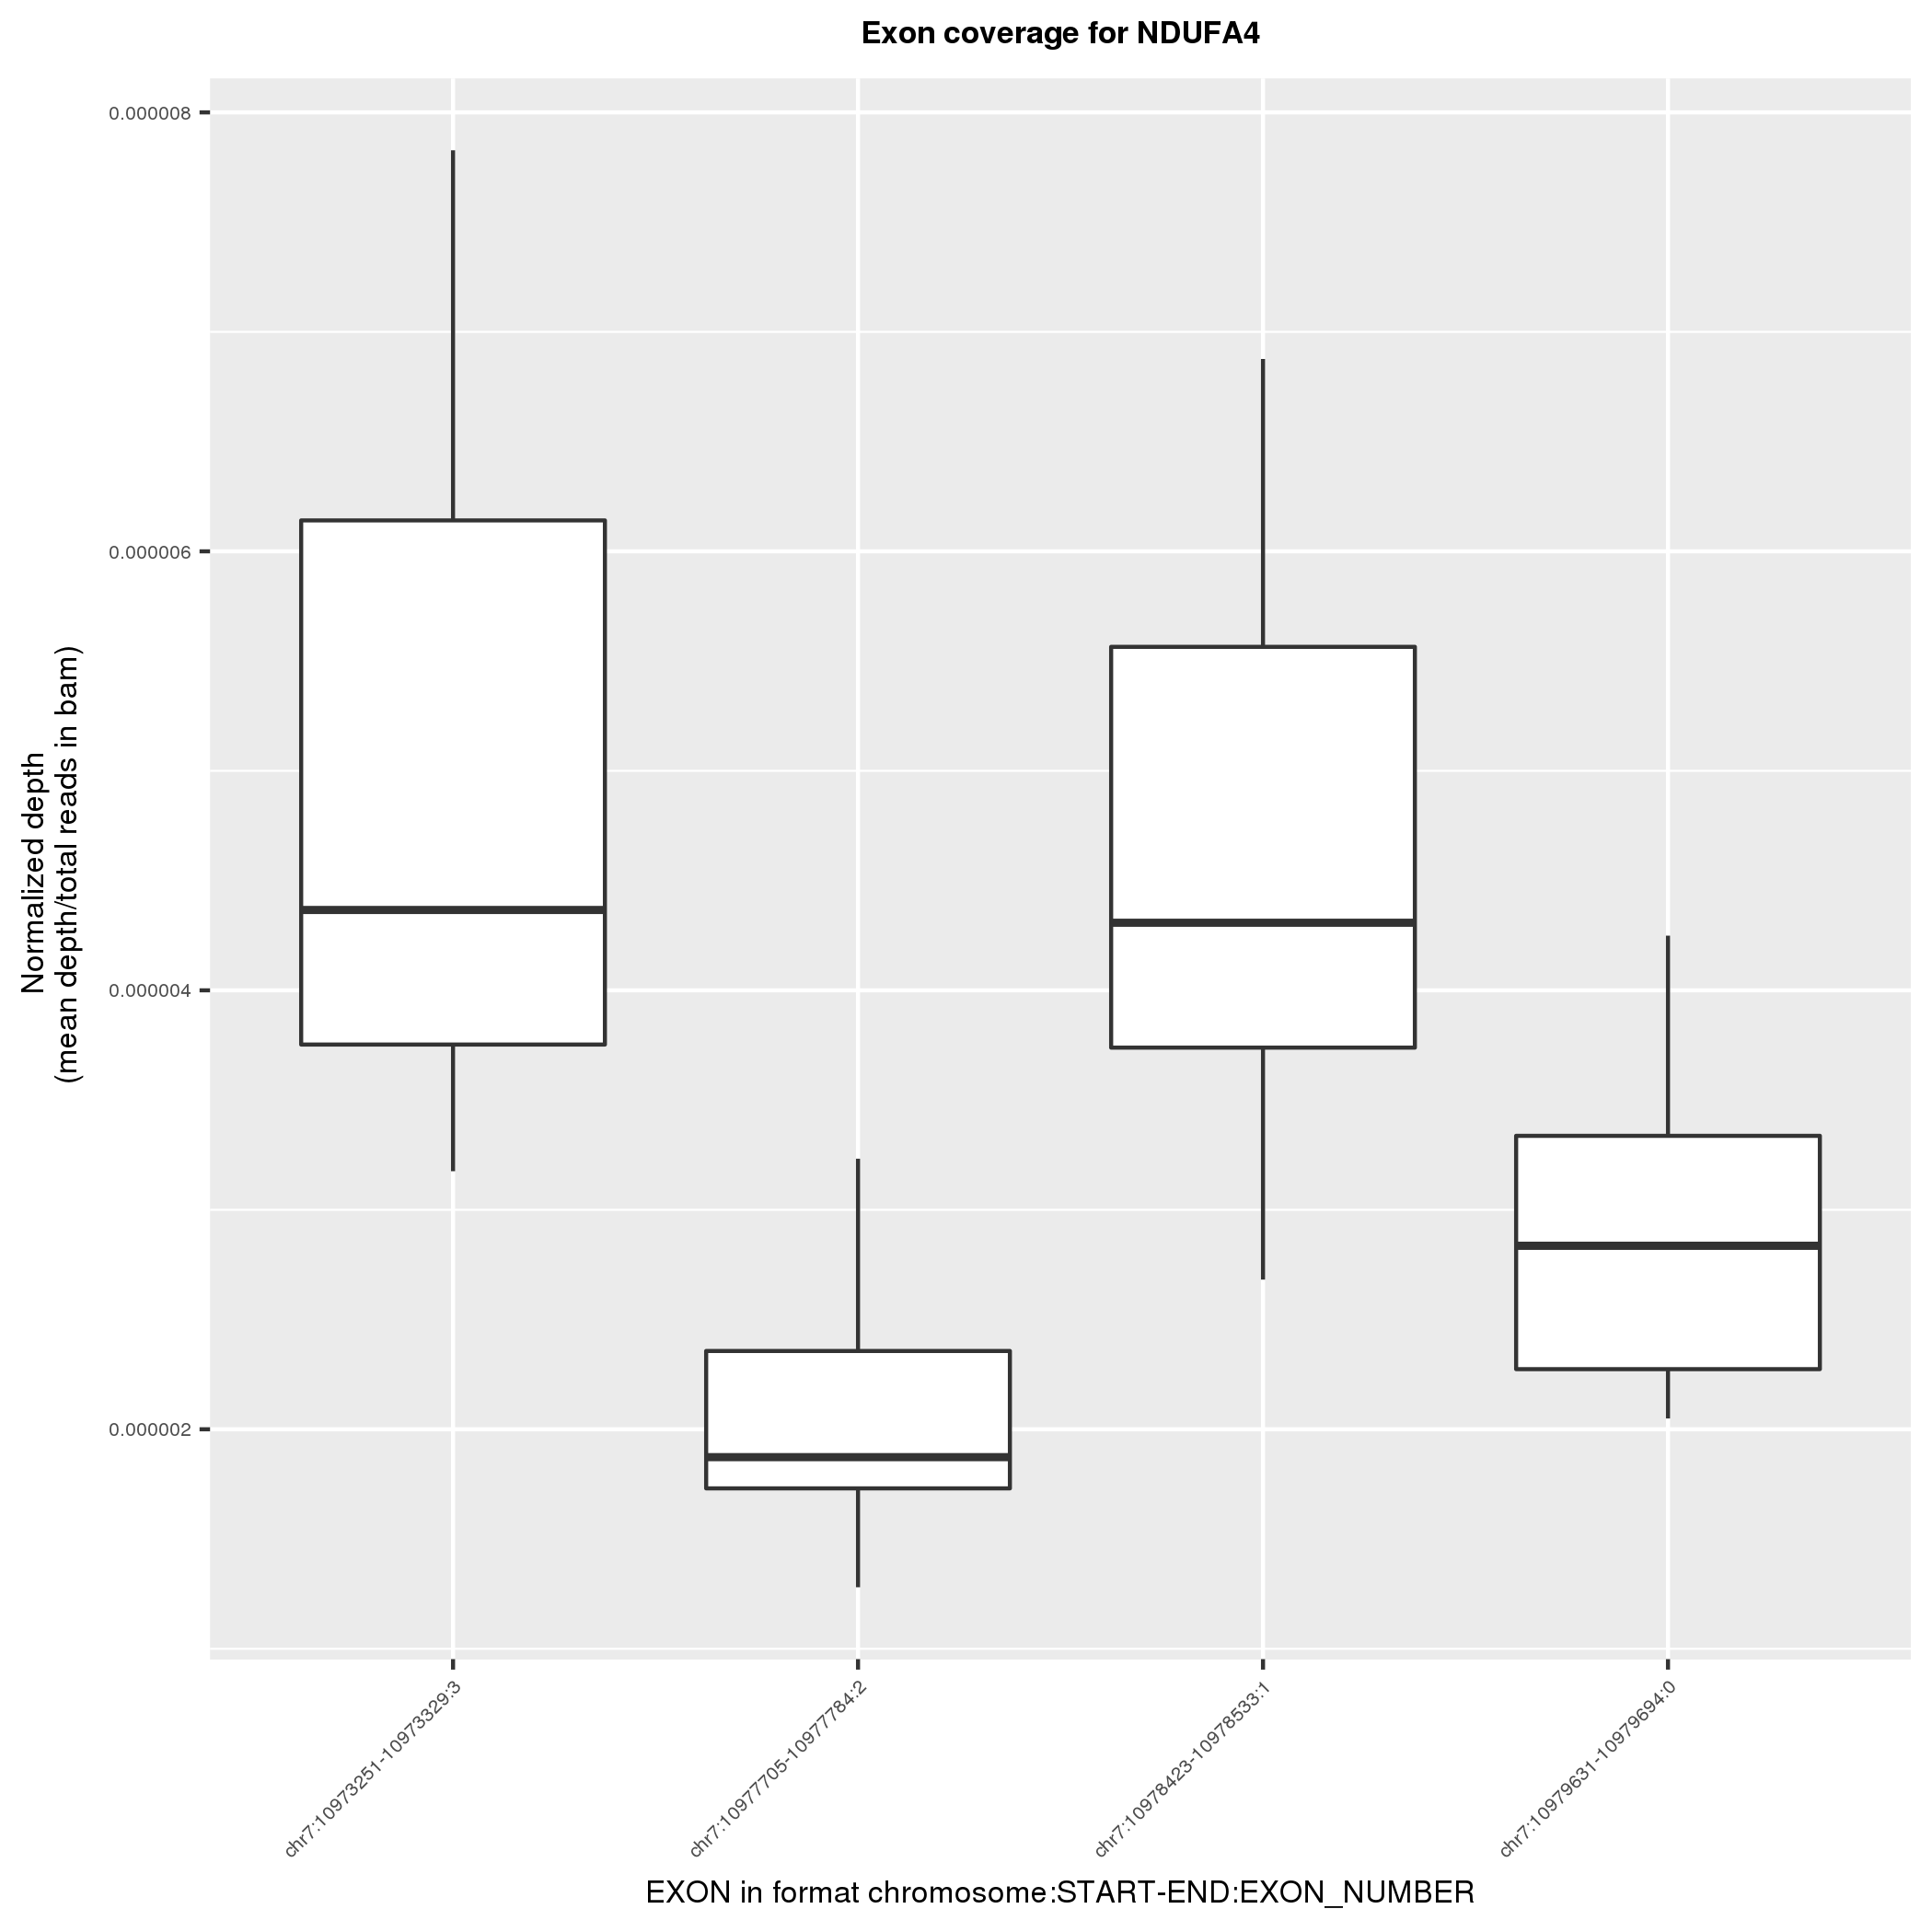 Exon coverage for NDUFA4
0.000008
0.000006
0.000004
0.000002
Normalized depth
(mean depth/total reads in bam)
chr7:10973251-10973329:3
chr7:10977705-10977784:2
chr7:10978423-10978533:1
chr7:10979631-10979694:0
EXON in format chromosome:START-END:EXON_NUMBER